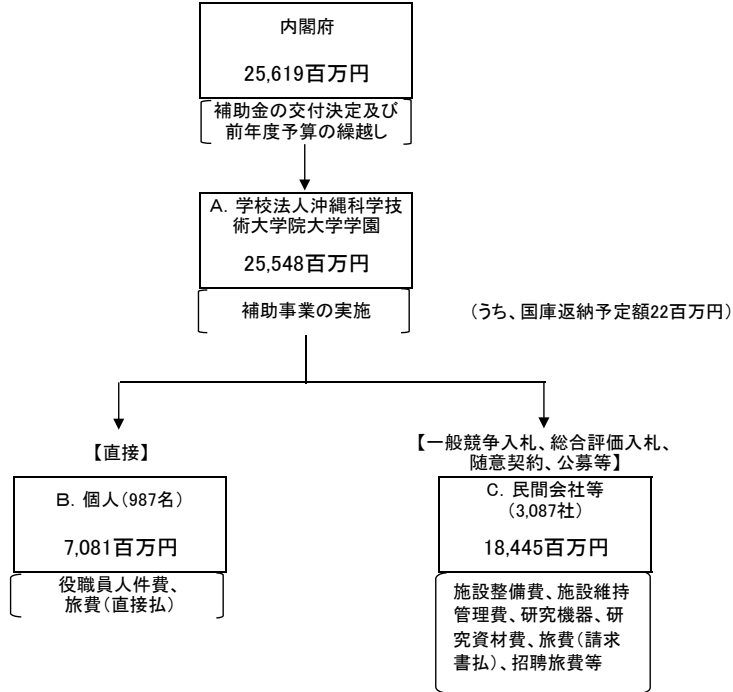 内閣府
25,619百万円
補助金の交付決定及び
前年度予算の繰越し
A. 学校法人沖縄科学技
術大学院大学学園
25,548百万円
補助事業の実施
（うち、国庫返納予定額22百万円）
【直接】
B. 個人（987名）
7,081百万円
役職員人件費、
旅費（直接払）
【一般競争入札、総合評価入札、
随意契約、公募等】
C. 民間会社等
（3,087社）
18,445百万円
施設整備費、施設維持
管理費、研究機器、研
究資材費、旅費（請求
書払）、招聘旅費等